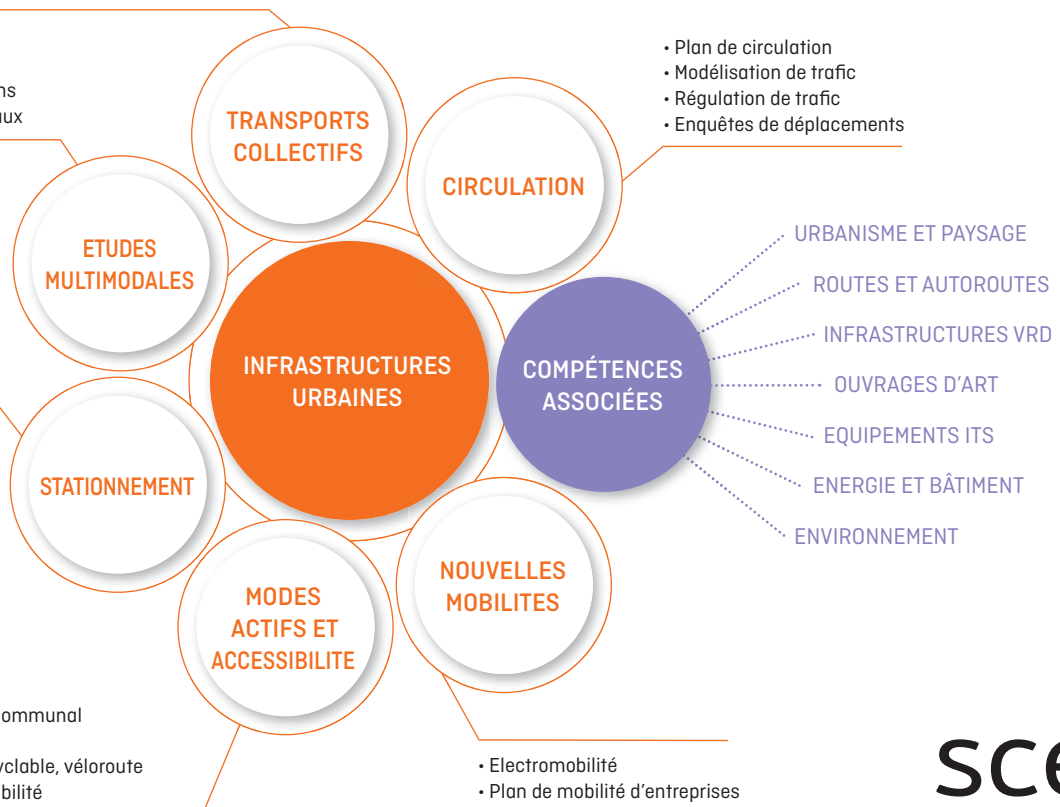 • Plan de circulation
• Modélisation de trafic
• Régulation de trafic
• Enquêtes de déplacements
TRANSPORTS
COLLECTIFS
CIRCULATION
ETUDES
MULTIMODALES
INFRASTRUCTURES
URBAINES
COMPÉTENCES
ASSOCIÉES
URBANISME ET PAYSAGE
ROUTES ET AUTOROUTES
INFRASTRUCTURES VRD
OUVRAGES D'ART
EQUIPEMENTS ITS
ENERGIE ET BÂTIMENT
ENVIRONNEMENT
STATIONNEMENT
MODES
ACTIFS ET
ACCESSIBILITE
NOUVELLES
MOBILITES
véloroute
• Electromobilité
• Plan de mobilité d'entreprises